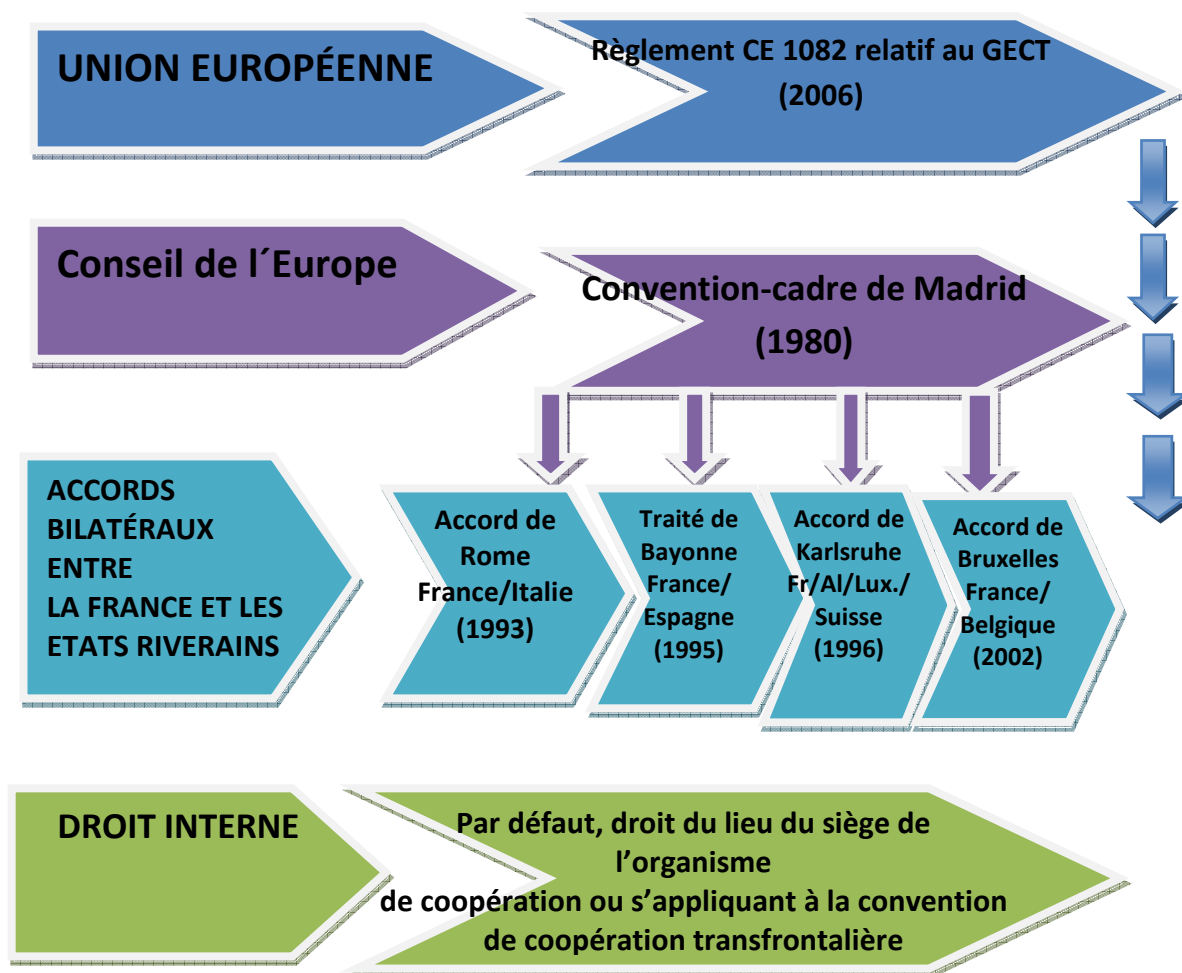 UNION EUROPÉENNE
Règlement CE 1082 relatif au GECT
(2006)
Conseil de l´Europe
Convention-cadre de Madrid
(1980)
ACCORDS
BILATÉRAUX
ENTRE
LA FRANCE ET LES
ETATS RIVERAINS
Accord de
Rome
France/Italie
(1993)
Traité de
Bayonne
France/
Espagne
(1995)
Accord de
Karlsruhe
Fr/Al/Lux./
Suisse
(1996)
Accord de
Bruxelles
France/
Belgique
(2002)
DROIT INTERNE
Par défaut, droit du lieu du siège de
l’organisme
de coopération ou s’appliquant à la convention
de coopération transfrontalière